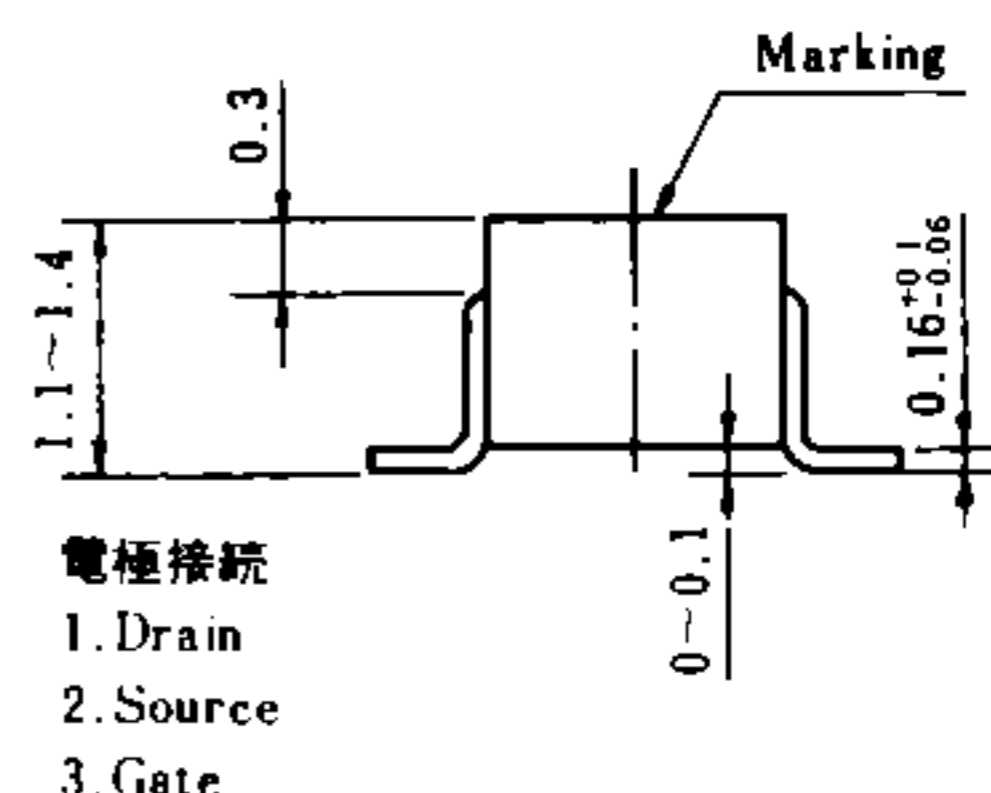 Marking
0.3
1.1~1.4
0.16 +0.1 -0.06
0~0.1
電極接続
1.Drain
2.Source
3.Gate